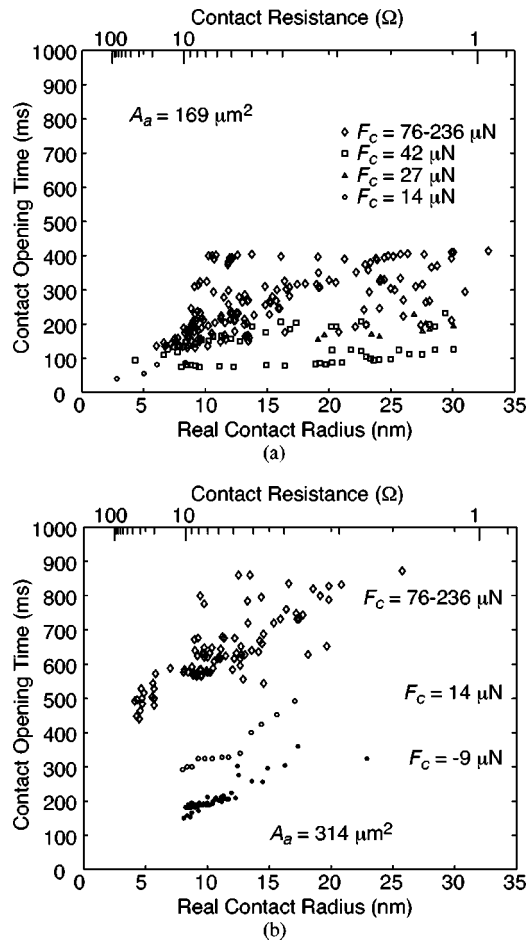 (a)
Contact Resistance (Ω)
100 10 1
1000
900
800
700
600
500
400
300
200
100
0
Contact Opening Time (ms)
A_a = 169 μm²
F_c = 76-236 μN
F_c = 42 μN
F_c = 27 μN
F_c = 14 μN
0 5 10 15 20 25 30 35
Real Contact Radius (nm)
(a)
Contact Resistance (Ω)
100 10 1
1000
900
800
700
600
500
400
300
200
100
0
Contact Opening Time (ms)
F_c = 76-236 μN
F_c = 14 μN
F_c = -9 μN
A_a = 314 μm²
0 5 10 15 20 25 30 35
Real Contact Radius (nm)
(b)